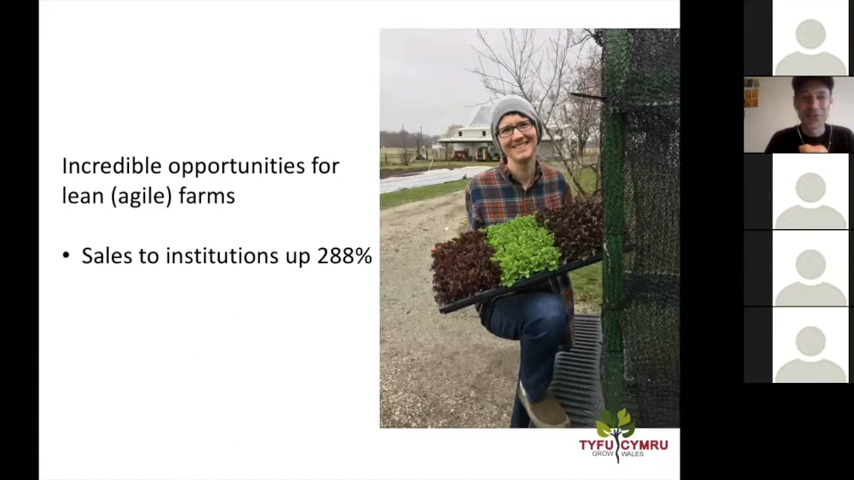 Incredible opportunities for
lean (agile) farms
• Sales to institutions up 288%
TYFU CYMRU
GROW WALES